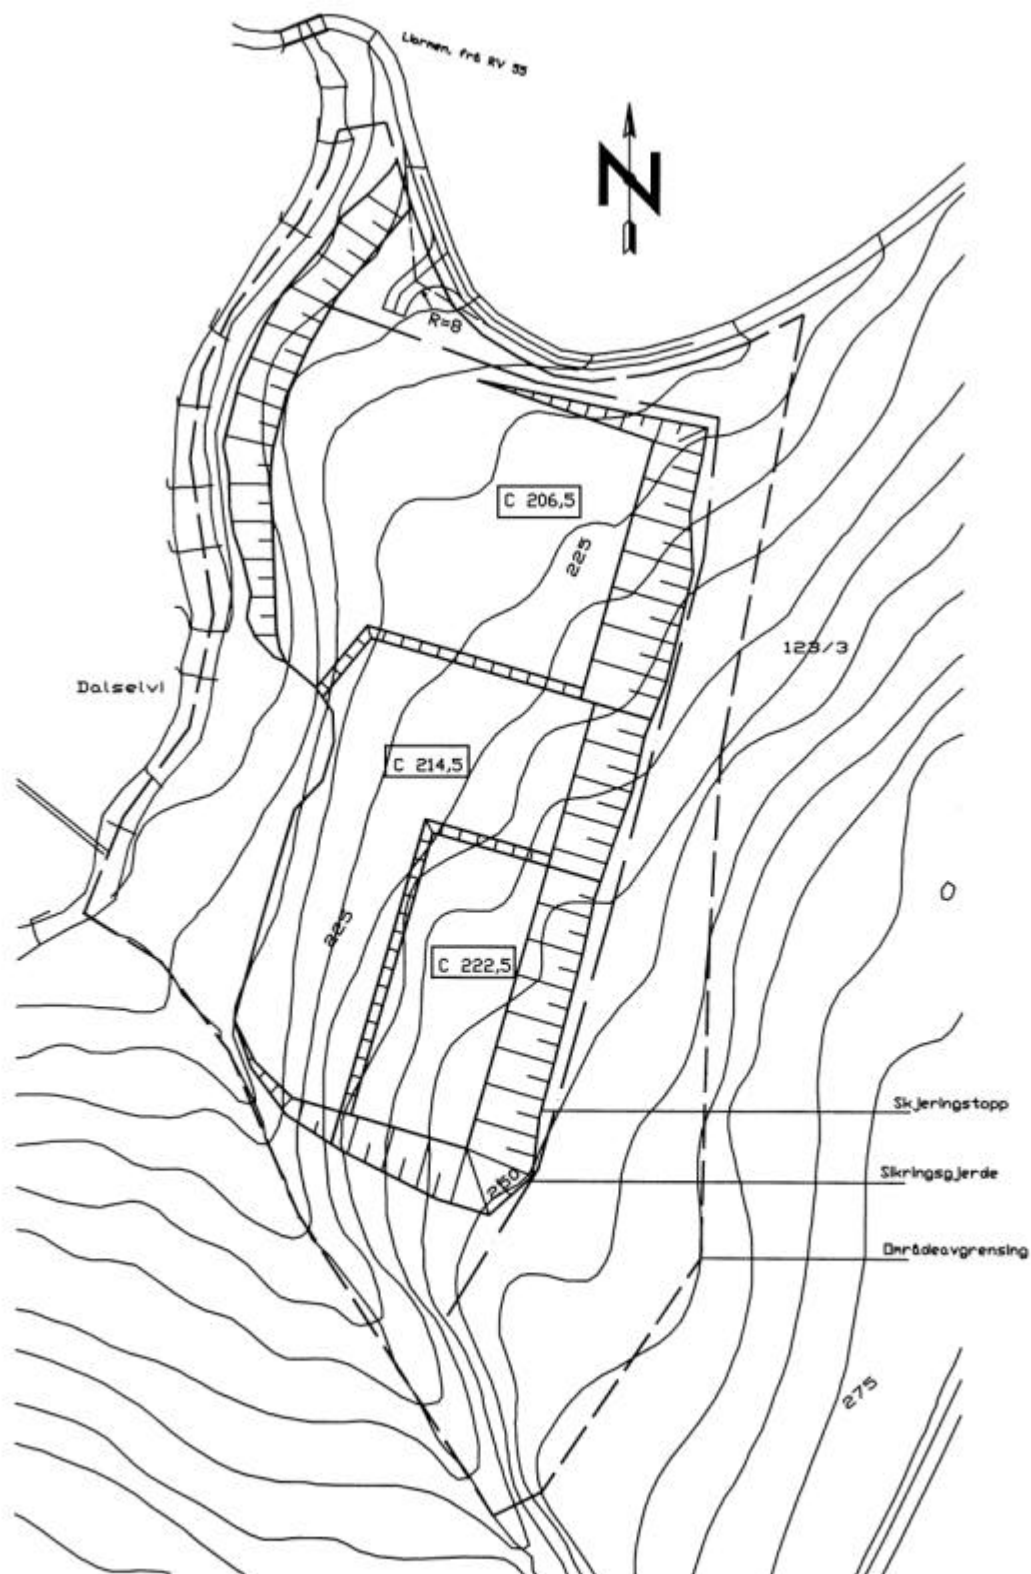 Liarmen, frå RV 55
N
R=8
C 206,5
225
123/3
Dalselvi
C 214,5
225
C 222,5
Skjeringstopp
250
Sikringsgjerde
Områdeavgrensing
275